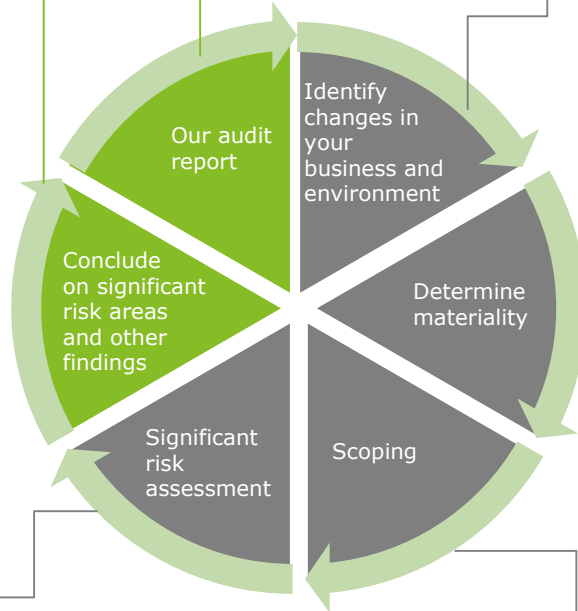 Identify
changes in
your
business and
environment
Determine
materiality
Scoping
Significant
risk
assessment
Conclude
on significant
risk areas
and other
findings
Our audit
report